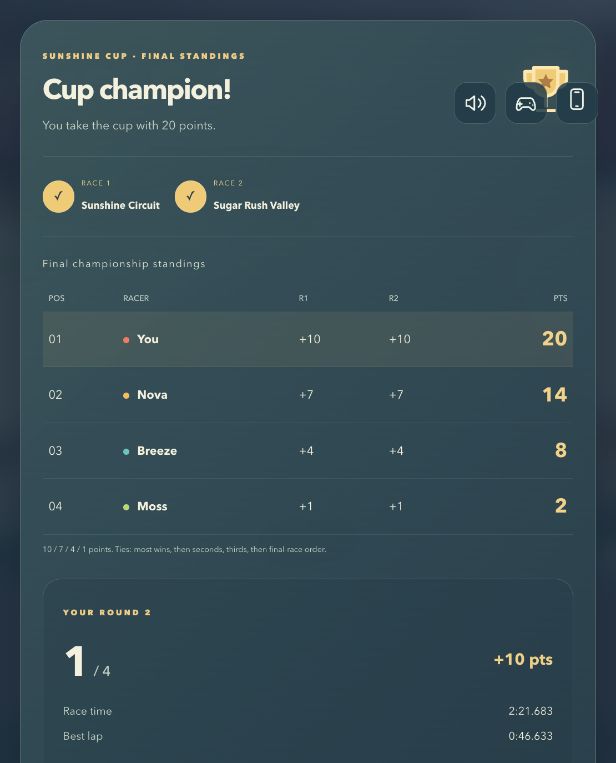 SUNSHINE CUP · FINAL STANDINGS
Cup champion!
You take the cup with 20 points.
RACE 1
Sunshine Circuit
RACE 2
Sugar Rush Valley
Final championship standings
POS RACER R1 R2 PTS
01 You +10 +10 20
02 Nova +7 +7 14
03 Breeze +4 +4 8
04 Moss +1 +1 2
10 / 7 / 4 / 1 points. Ties: most wins, then seconds, thirds, then final race order.
YOUR ROUND 2
1 / 4 +10 pts
Race time 2:21.683
Best lap 0:46.633